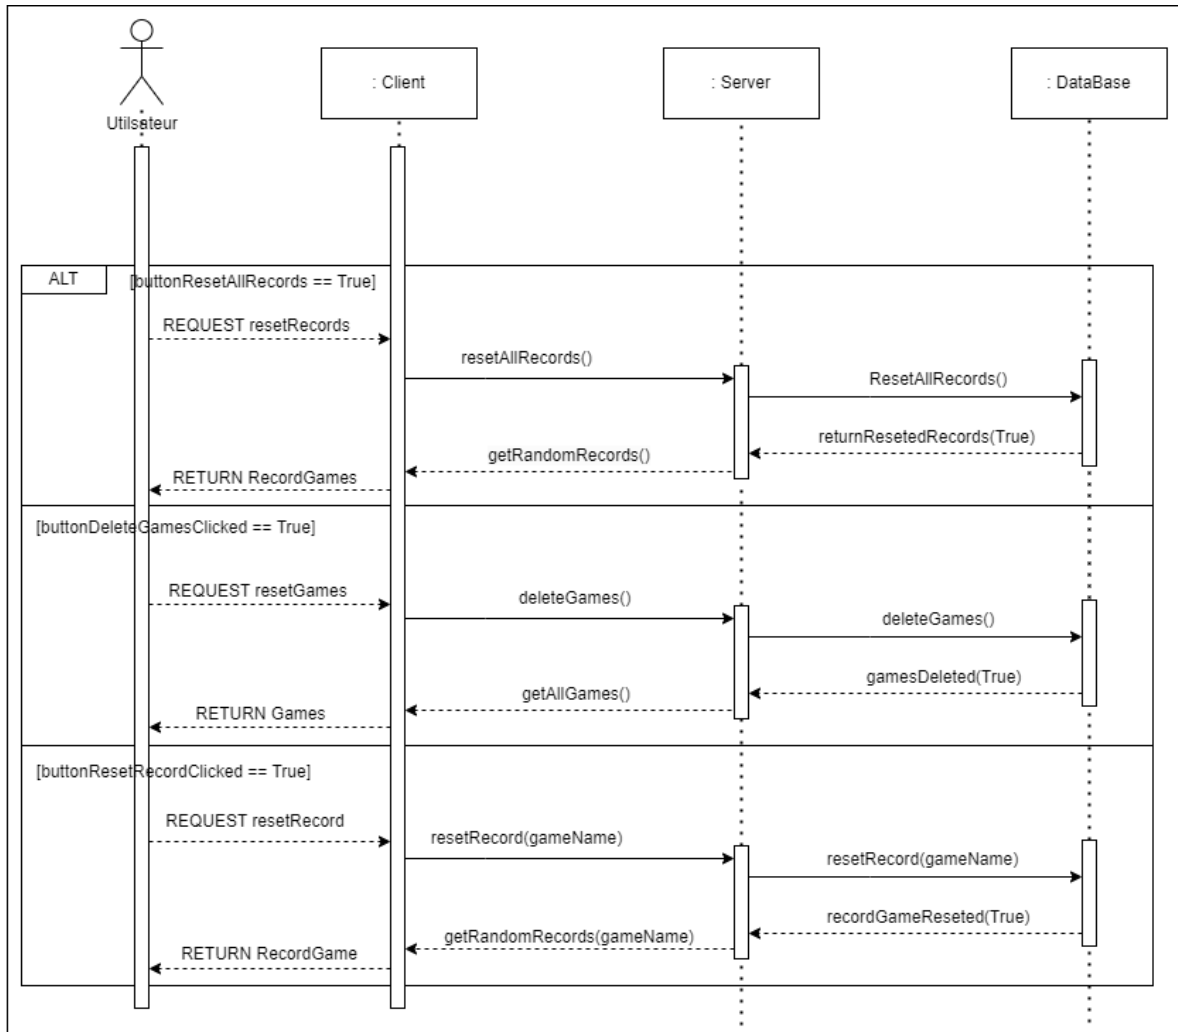 : Client
: Server
: DataBase
Utilsateur
ALT
[buttonResetAllRecords == True]
REQUEST resetRecords
resetAllRecords()
ResetAllRecords()
returnResetedRecords(True)
getRandomRecords()
RETURN RecordGames
[buttonDeleteGamesClicked == True]
REQUEST resetGames
deleteGames()
deleteGames()
gamesDeleted(True)
getAllGames()
RETURN Games
[buttonResetRecordClicked == True]
REQUEST resetRecord
resetRecord(gameName)
resetRecord(gameName)
recordGameReseted(True)
getRandomRecords(gameName)
RETURN RecordGame